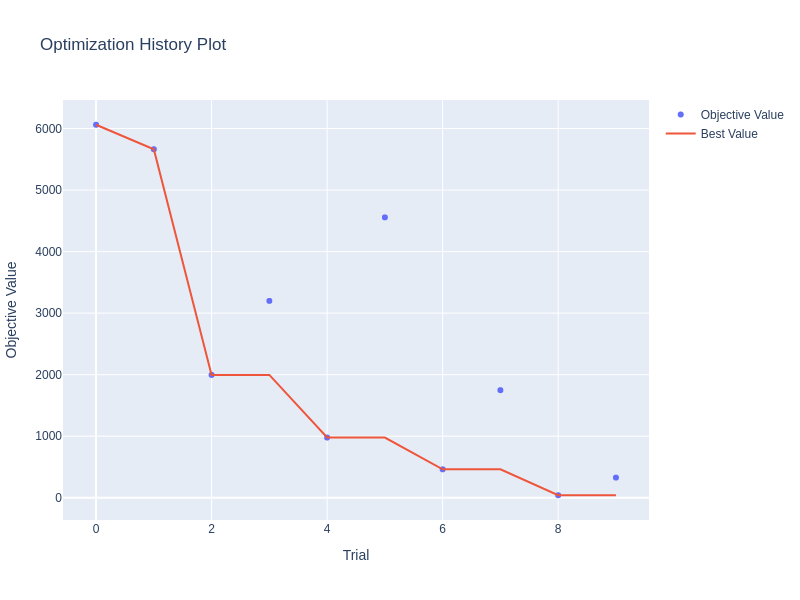 Optimization History Plot
Objective Value
Best Value
6000
5000
4000
3000
2000
1000
0
Objective Value
0 2 4 6 8
Trial